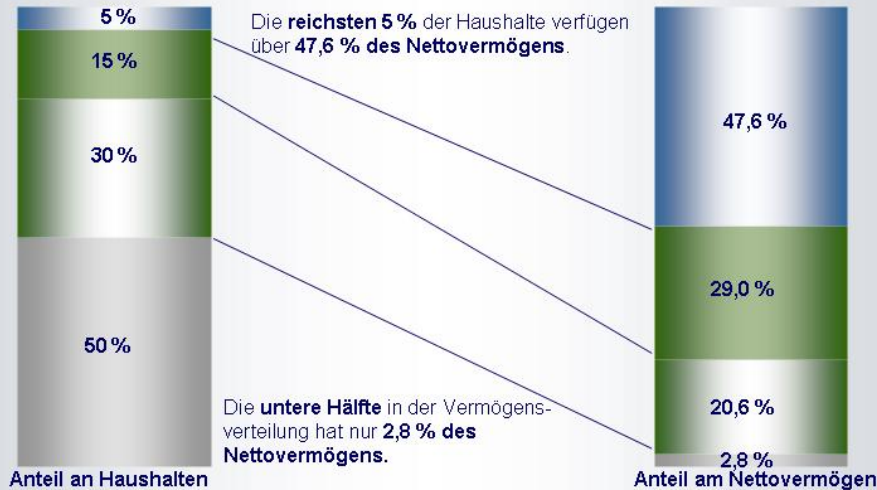 5 %
15 %
30 %
50 %
Anteil an Haushalten
Die reichsten 5 % der Haushalte verfügen
über 47,6 % des Nettovermögens.
Die untere Hälfte in der Vermögens-
verteilung hat nur 2,8 % des
Nettovermögens.
47,6 %
29,0 %
20,6 %
2,8 %
Anteil am Nettovermögen